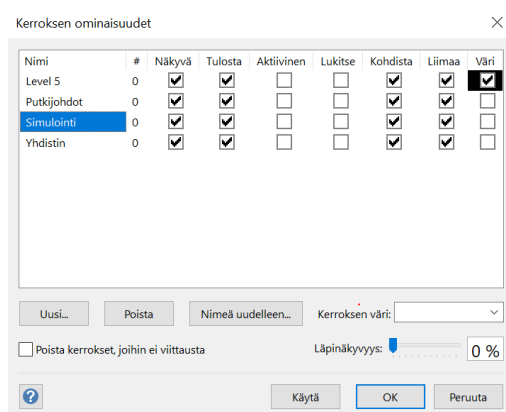 Kerroksen ominaisuudet
Nimi # Näkyvä Tulosta Aktiivinen Lukitse Kohdista Liimaa Väri
Level 5 0
Putkijohdot 0
Simulointi 0
Yhdistin 0
Uusi... Poista Nimeä uudelleen... Kerroksen väri:
Poista kerrokset, joihin ei viittausta Läpinäkyvyys: 0 %
? Käytä OK Peruuta